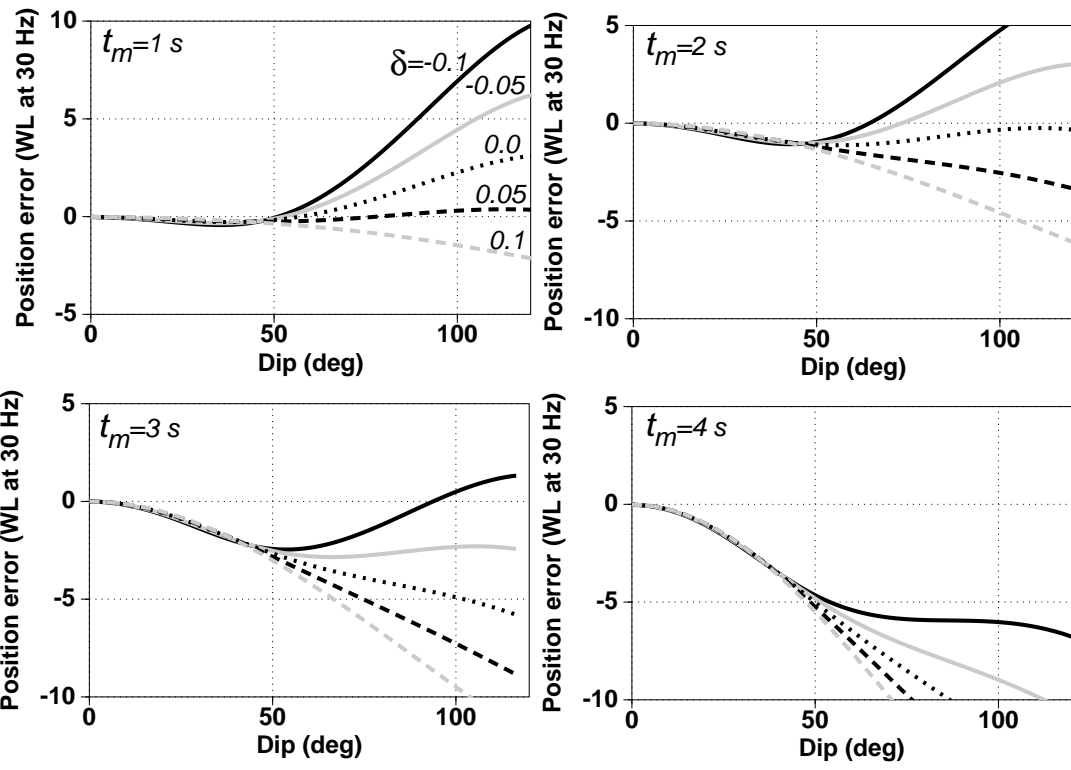 Position error (WL at 30 Hz)
10
5
0
-5
t_m=1 s
δ=-0.1
-0.05
0.0
0.05
0.1
0 50 100
Dip (deg)
Position error (WL at 30 Hz)
5
0
-5
-10
t_m=2 s
0 50 100
Dip (deg)
Position error (WL at 30 Hz)
5
0
-5
-10
t_m=3 s
0 50 100
Dip (deg)
Position error (WL at 30 Hz)
5
0
-5
-10
t_m=4 s
0 50 100
Dip (deg)